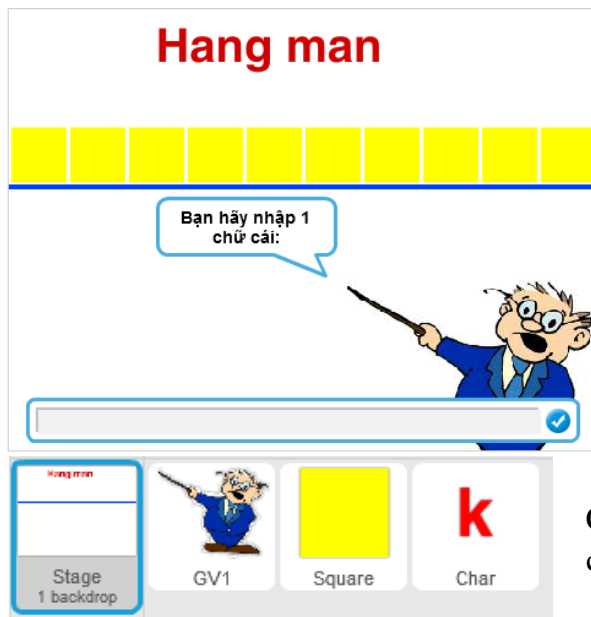 Hang man
Bạn hãy nhập 1
chữ cái:
Hang man
k
Stage
1 backdrop
GV1
Square
Char